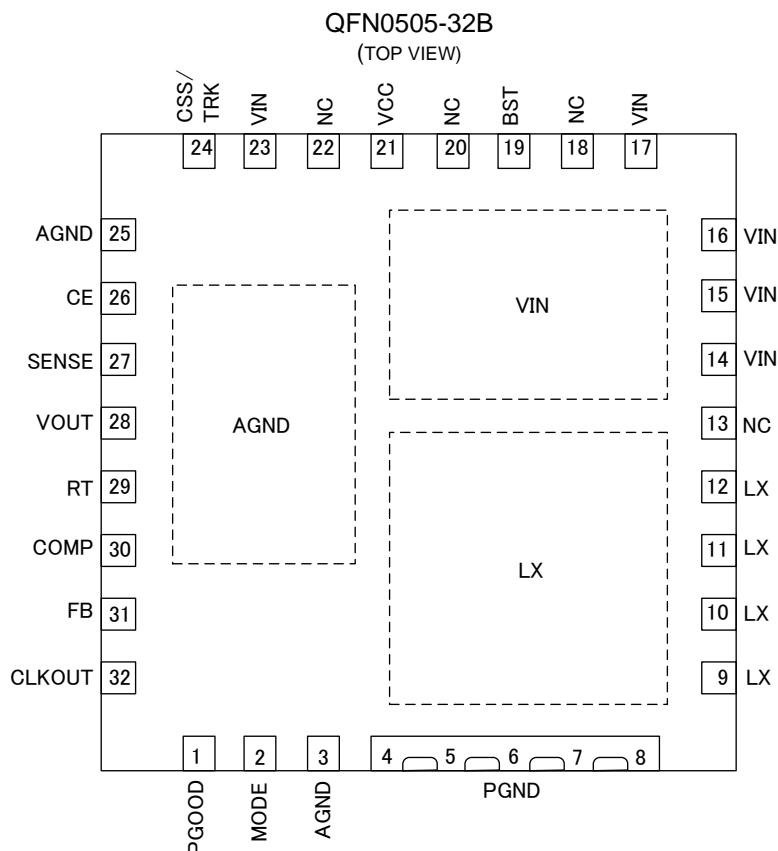 QFN0505-32B
(TOP VIEW)
CSS/
TRK
VIN
NC
VCC
NC
BST
NC
VIN
24
23
22
21
20
19
18
17
AGND 25
CE 26
SENSE 27
VOUT 28
RT 29
COMP 30
FB 31
CLKOUT 32
AGND
VIN
LX
16 VIN
15 VIN
14 VIN
13 NC
12 LX
11 LX
10 LX
9 LX
1
2
3
4
5
6
7
8
PGOOD
MODE
AGND
PGND